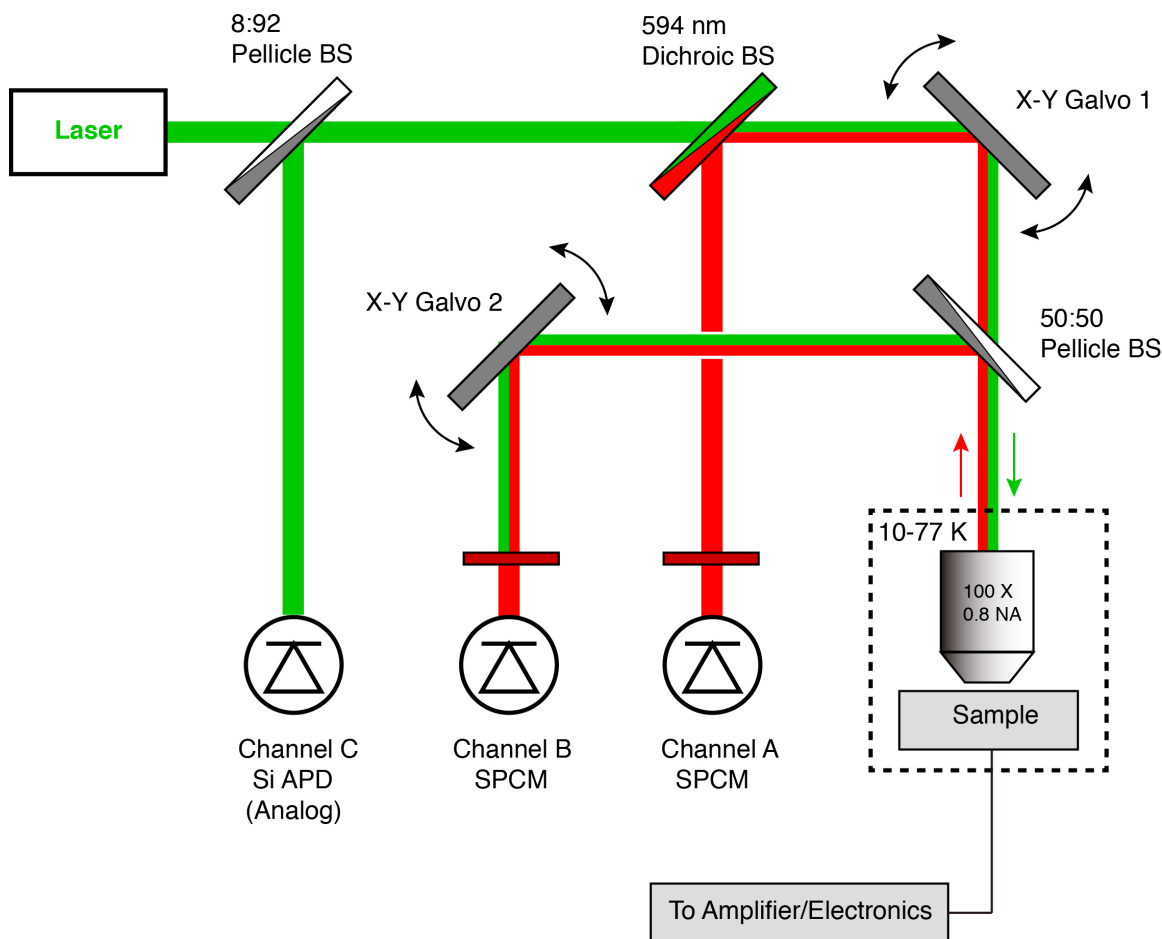 8:92
Pellicle BS
594 nm
Dichroic BS
X-Y Galvo 1
Laser
X-Y Galvo 2
50:50
Pellicle BS
10-77 K
100 X
0.8 NA
Sample
Channel C
Si APD
(Analog)
Channel B
SPCM
Channel A
SPCM
To Amplifier/Electronics